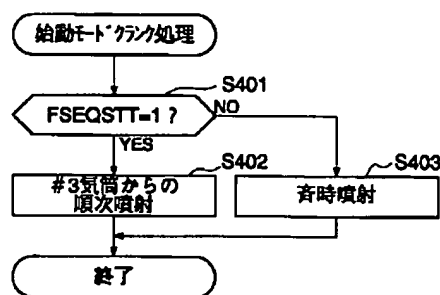 始動モードクランク処理
S401
FSEQSTT=1？
NO
YES
S402
#3気筒からの
順次噴射
S403
斉時噴射
終了